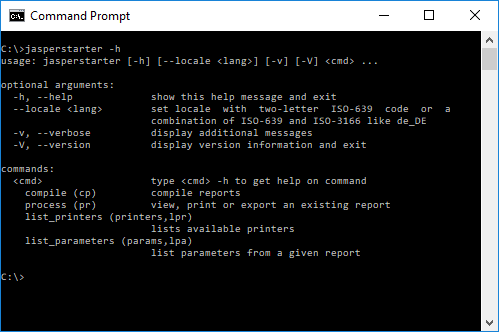 Command Prompt
C:\>jasperstarter -h
usage: jasperstarter [-h] [--locale <lang>] [-v] [-V] <cmd> ...
optional arguments:
-h, --help show this help message and exit
--locale <lang> set locale with two-letter ISO-639 code or a
combination of ISO-639 and ISO-3166 like de_DE
-v, --verbose display additional messages
-V, --version display version information and exit
commands:
<cmd> type <cmd> -h to get help on command
compile (cp) compile reports
process (pr) view, print or export an existing report
list_printers (printers,lpr)
lists available printers
list_parameters (params,lpa)
list parameters from a given report
C:\>